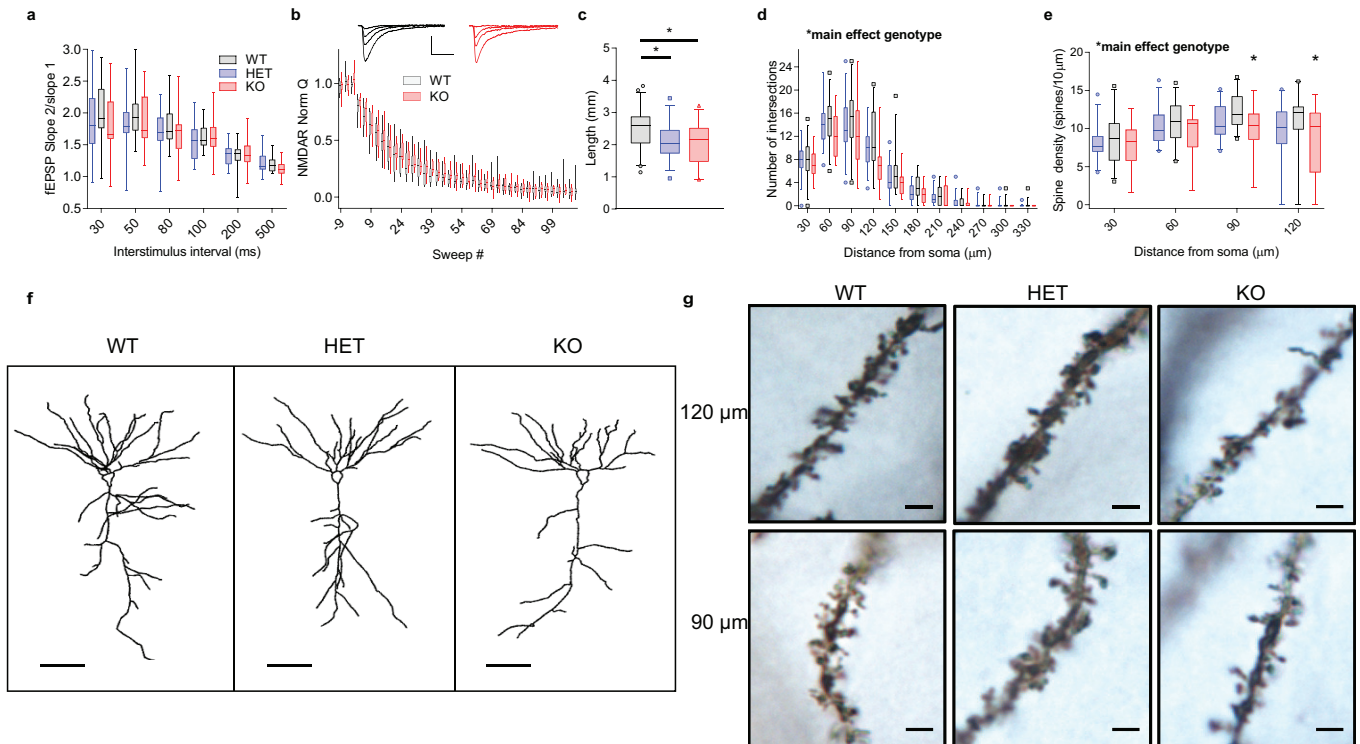 a
fEPSP Slope 2/slope 1
3.0
2.5
2.0
1.5
1.0
0.5
WT
HET
KO
30
50
80
100
200
500
Interstimulus interval (ms)
b
NMDAR Norm Q
1.0
0.5
0.0
WT
KO
-9
9
24
39
54
69
84
99
Sweep #
c
Length (mm)
5
4
3
2
1
0
*
*
d
*main effect genotype
Number of intersections
24
20
16
12
8
4
0
30
60
90
120
150
180
210
240
270
300
330
Distance from soma (μm)
e
*main effect genotype
* *
Spine density (spines/10μm)
20
15
10
5
0
30
60
90
120
Distance from soma (μm)
f
WT
HET
KO
g
WT
HET
KO
120 μm
90 μm